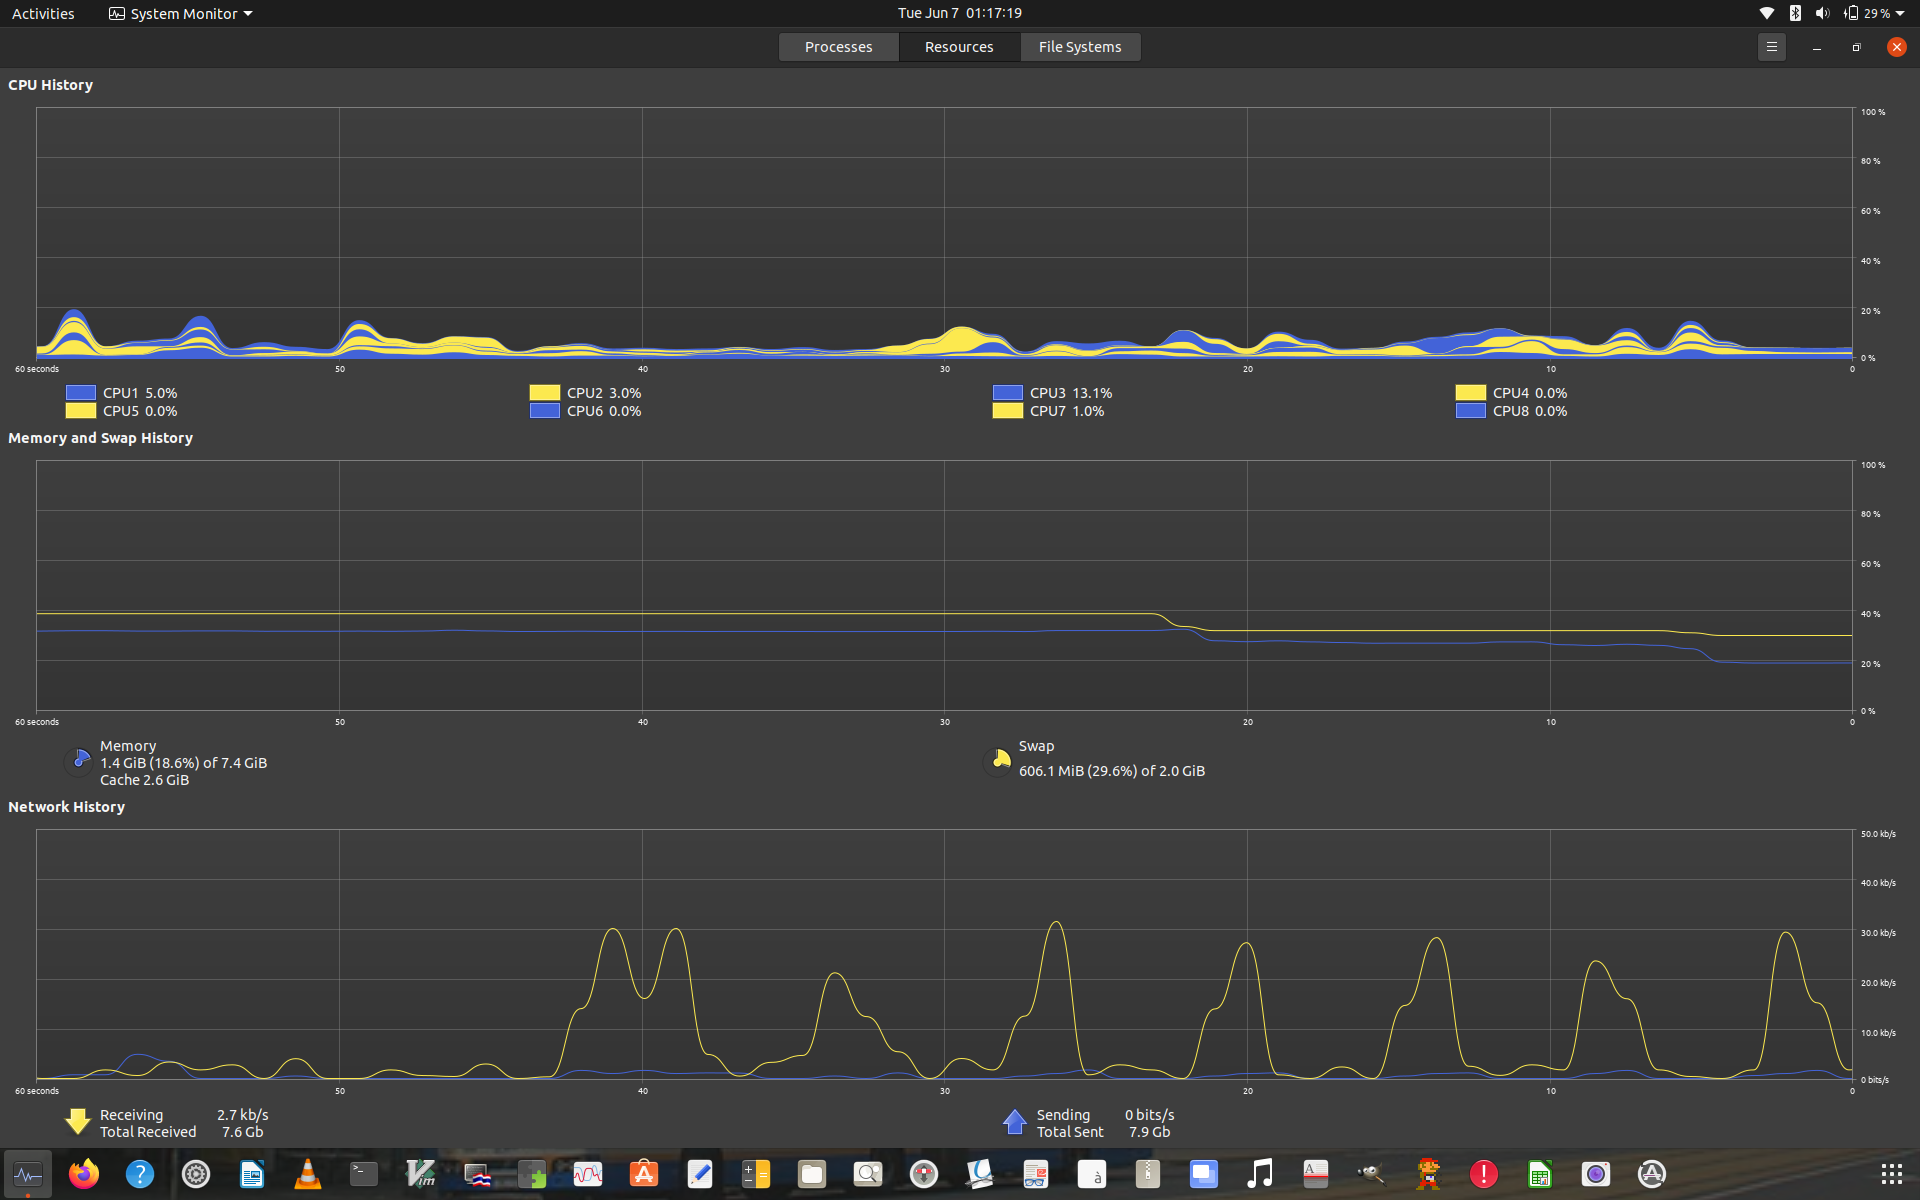 Activities System Monitor Tue Jun 7 01:17:19 29 %
Processes Resources File Systems
CPU History
100 %
80 %
60 %
40 %
20 %
0 %
60 seconds 50 40 30 20 10 0
CPU1 5.0% CPU2 3.0% CPU3 13.1% CPU4 0.0%
CPU5 0.0% CPU6 0.0% CPU7 1.0% CPU8 0.0%
Memory and Swap History
100 %
80 %
60 %
40 %
20 %
0 %
60 seconds 50 40 30 20 10 0
Memory Swap
1.4 GiB (18.6%) of 7.4 GiB 606.1 MiB (29.6%) of 2.0 GiB
Cache 2.6 GiB
Network History
50.0 kb/s
40.0 kb/s
30.0 kb/s
20.0 kb/s
10.0 kb/s
0 bits/s
60 seconds 50 40 30 20 10 0
Receiving 2.7 kb/s Sending 0 bits/s
Total Received 7.6 Gb Total Sent 7.9 Gb